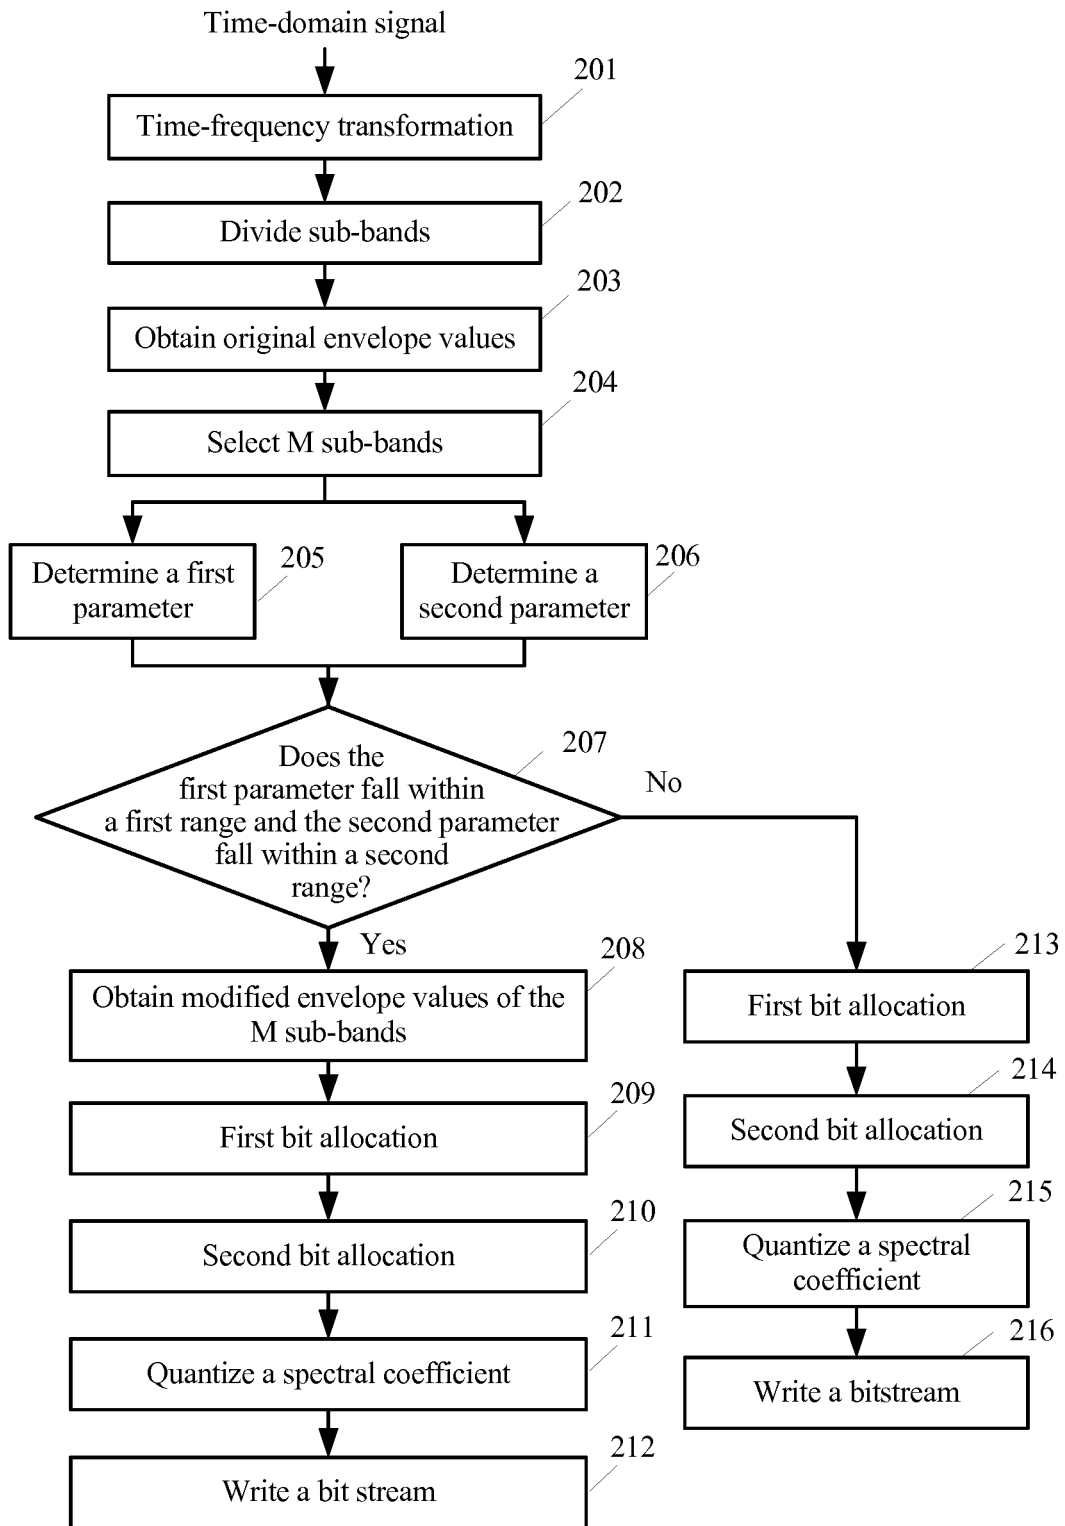 Time-domain signal
201
Time-frequency transformation
202
Divide sub-bands
203
Obtain original envelope values
204
Select M sub-bands
205
Determine a first
parameter
206
Determine a
second parameter
207
Does the
first parameter fall within
a first range and the second parameter
fall within a second
range?
No
Yes
208
Obtain modified envelope values of the
M sub-bands
209
First bit allocation
210
Second bit allocation
211
Quantize a spectral coefficient
212
Write a bit stream
213
First bit allocation
214
Second bit allocation
215
Quantize a spectral
coefficient
216
Write a bitstream